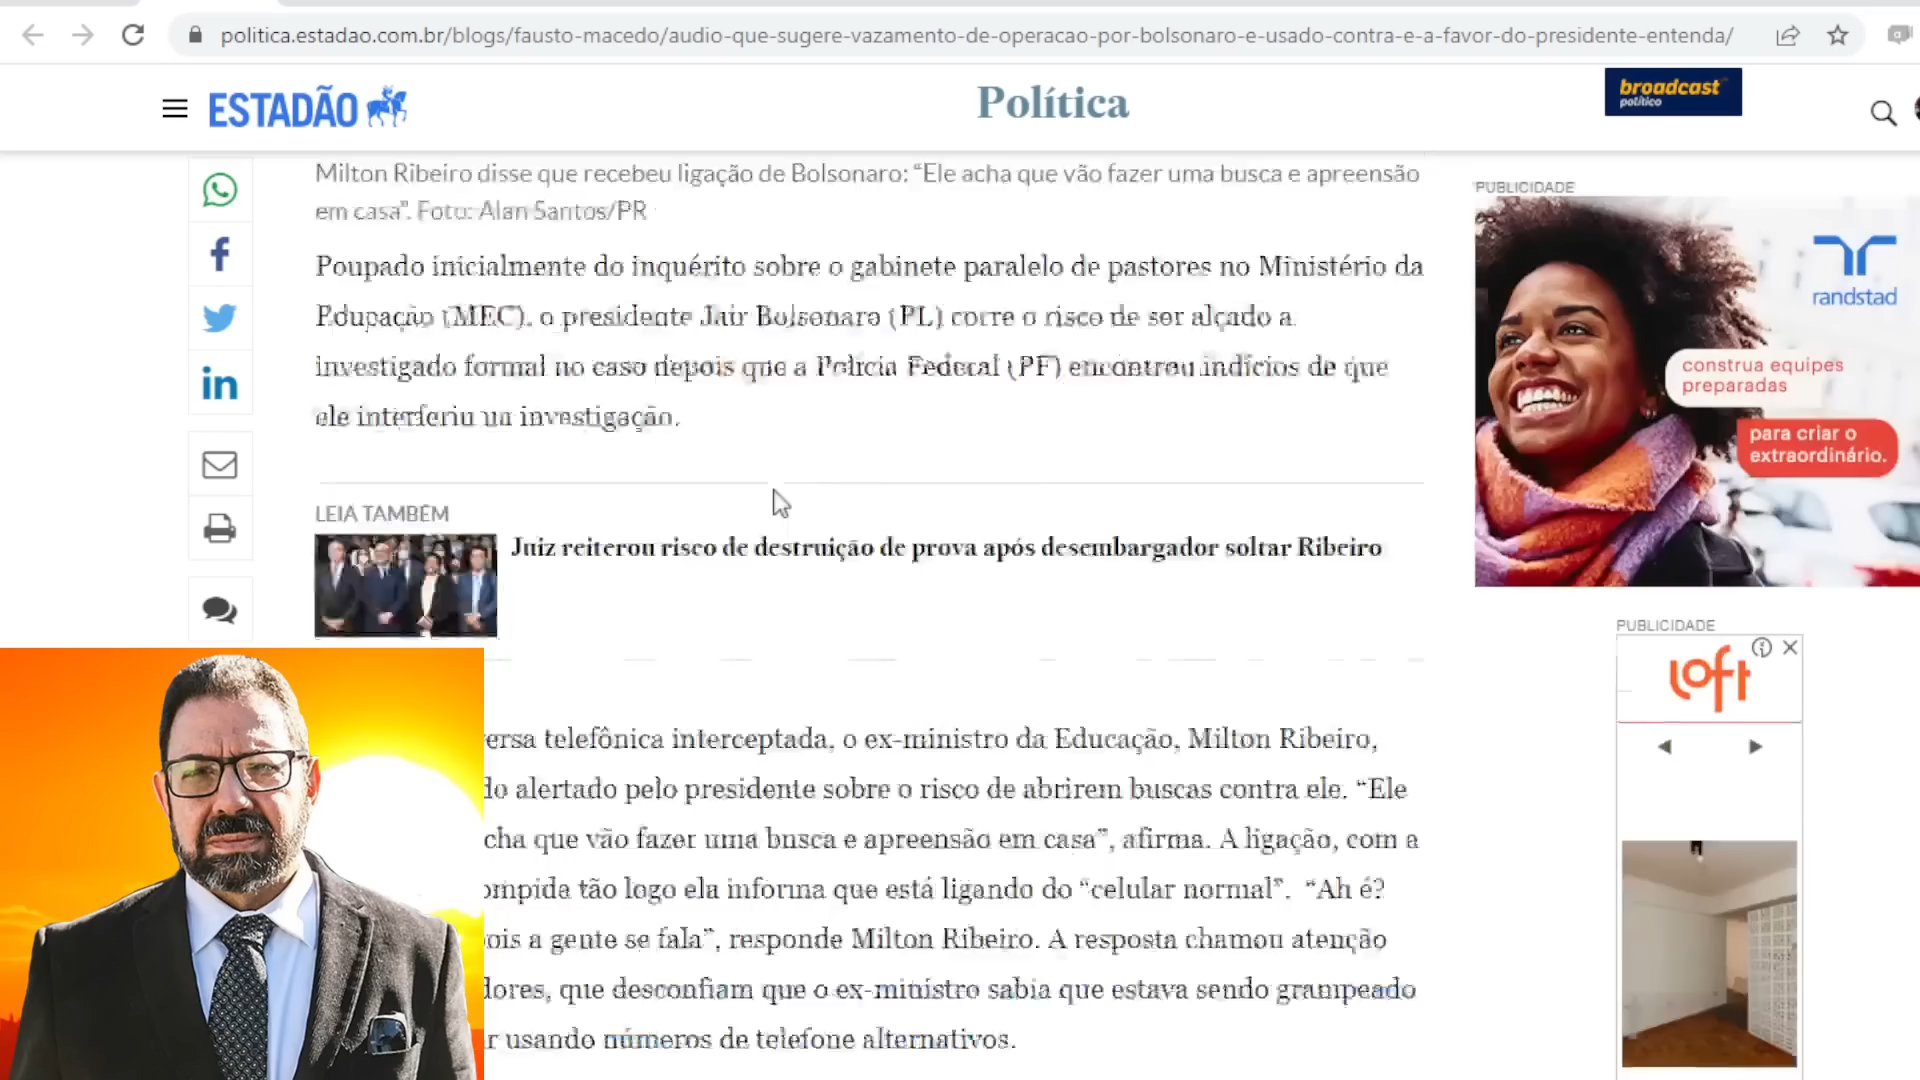 politica.estadao.com.br/blogs/fausto-macedo/audio-que-sugere-vazamento-de-operacao-por-bolsonaro-e-usado-contra-e-a-favor-do-presidente-entenda/
ESTADÃO
Política
broadcast
político
Milton Ribeiro disse que recebeu ligação de Bolsonaro: “Ele acha que vão fazer uma busca e apreensão
em casa”. Foto: Alan Santos/PR
Poupado inicialmente do inquérito sobre o gabinete paralelo de pastores no Ministério da
Educação (MEC), o presidente Jair Bolsonaro (PL) corre o risco de ser alçado a
investigado formal no caso depois que a Polícia Federal (PF) encontrou indícios de que
ele interferiu na investigação.
LEIA TAMBÉM
Juiz reiterou risco de destruição de prova após desembargador soltar Ribeiro
ersa telefônica interceptada, o ex-ministro da Educação, Milton Ribeiro,
do alertado pelo presidente sobre o risco de abrirem buscas contra ele. “Ele
cha que vão fazer uma busca e apreensão em casa”, afirma. A ligação, com a
ompida tão logo ela informa que está ligando do “celular normal”. “Ah é?
ois a gente se fala”, responde Milton Ribeiro. A resposta chamou atenção
dores, que desconfiam que o ex-ministro sabia que estava sendo grampeado
r usando números de telefone alternativos.
PUBLICIDADE
randstad
construa equipes
preparadas
para criar o
extraordinário.
PUBLICIDADE
loft